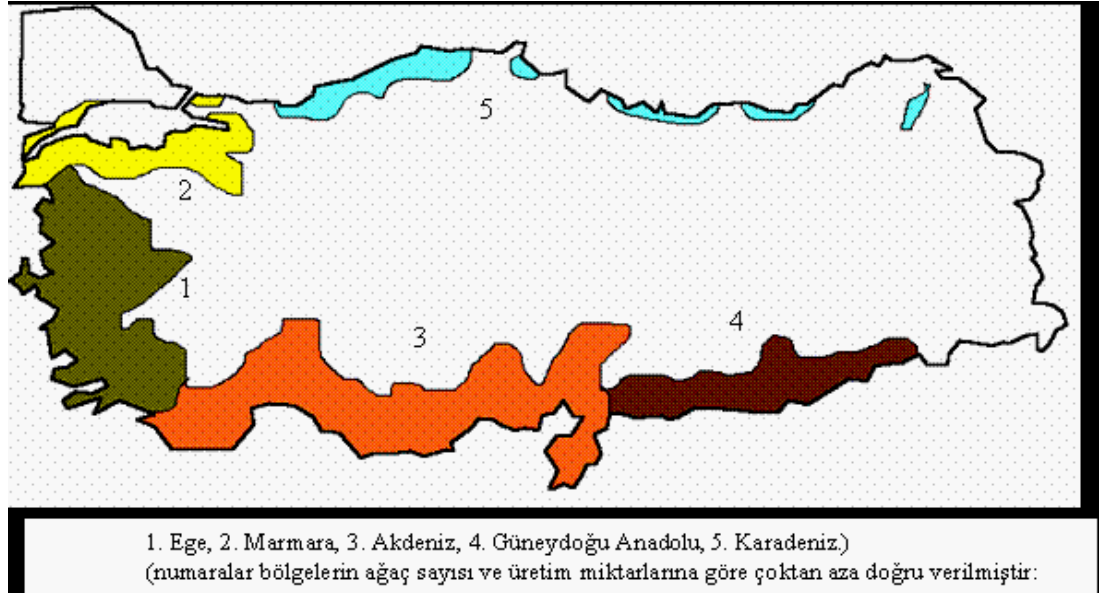 5
2
1
3
4
1. Ege, 2. Marmara, 3. Akdeniz, 4. Güneydoğu Anadolu, 5. Karadeniz.)
(numaralar bölgelerin ağaç sayısı ve üretim miktarlarına göre çoktan aza doğru verilmiştir: